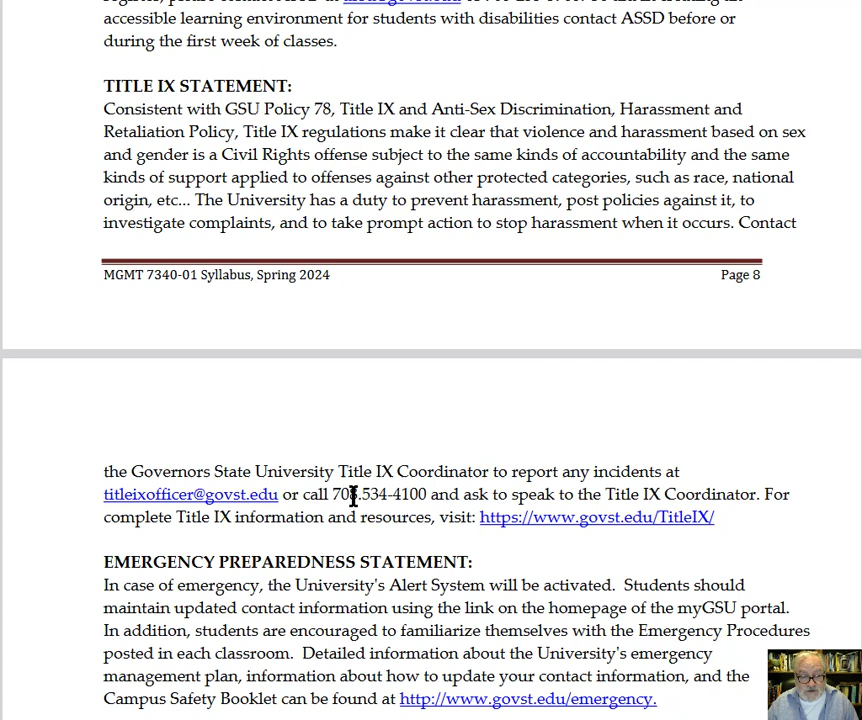 accessible learning environment for students with disabilities contact ASSD before or
during the first week of classes.
TITLE IX STATEMENT:
Consistent with GSU Policy 78, Title IX and Anti-Sex Discrimination, Harassment and
Retaliation Policy, Title IX regulations make it clear that violence and harassment based on sex
and gender is a Civil Rights offense subject to the same kinds of accountability and the same
kinds of support applied to offenses against other protected categories, such as race, national
origin, etc... The University has a duty to prevent harassment, post policies against it, to
investigate complaints, and to take prompt action to stop harassment when it occurs. Contact
MGMT 7340-01 Syllabus, Spring 2024 Page 8
the Governors State University Title IX Coordinator to report any incidents at
titleixofficer@govst.edu or call 708.534-4100 and ask to speak to the Title IX Coordinator. For
complete Title IX information and resources, visit: https://www.govst.edu/TitleIX/
EMERGENCY PREPAREDNESS STATEMENT:
In case of emergency, the University's Alert System will be activated.  Students should
maintain updated contact information using the link on the homepage of the myGSU portal.
In addition, students are encouraged to familiarize themselves with the Emergency Procedures
posted in each classroom.  Detailed information about the University's emergency
management plan, information about how to update your contact information, and the
Campus Safety Booklet can be found at http://www.govst.edu/emergency.